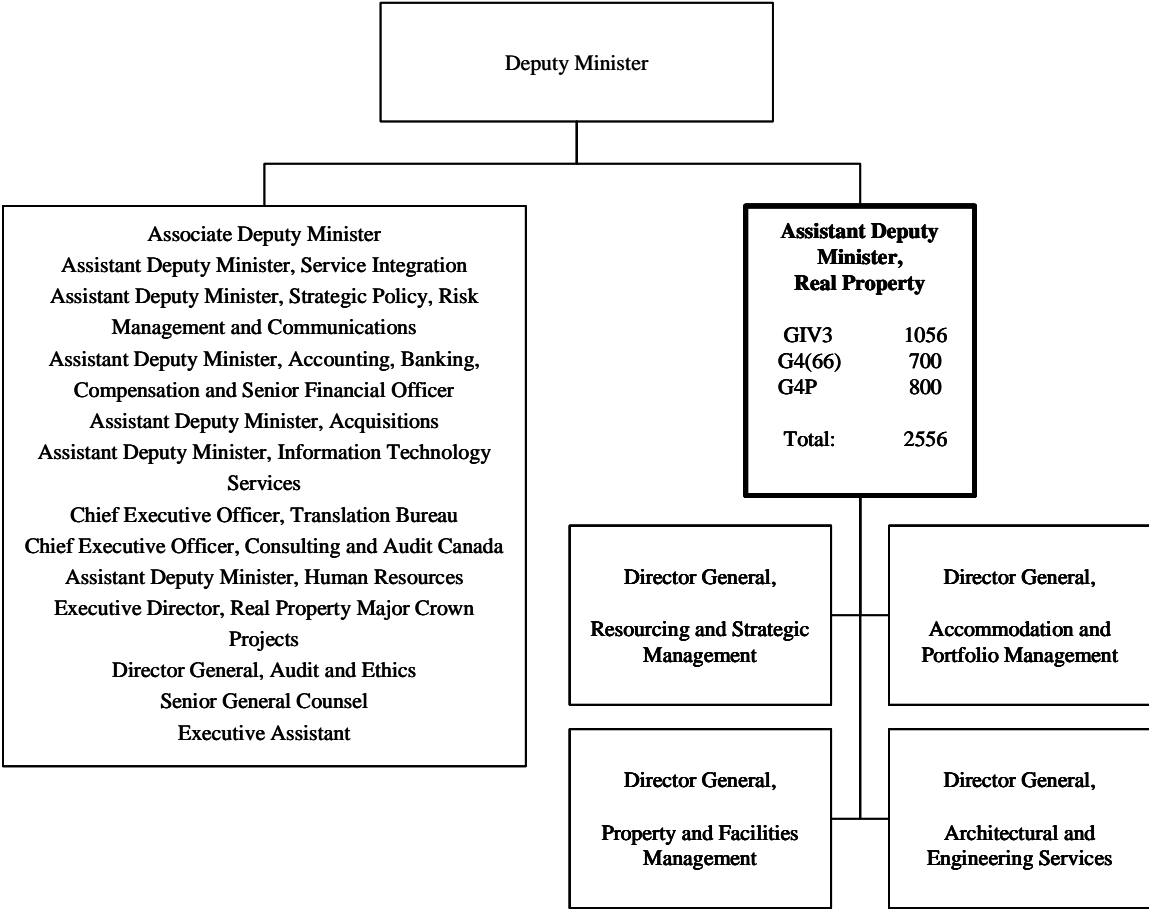 Deputy Minister
Associate Deputy Minister
Assistant Deputy Minister, Service Integration
Assistant Deputy Minister, Strategic Policy, Risk
Management and Communications
Assistant Deputy Minister, Accounting, Banking,
Compensation and Senior Financial Officer
Assistant Deputy Minister, Acquisitions
Assistant Deputy Minister, Information Technology
Services
Chief Executive Officer, Translation Bureau
Chief Executive Officer, Consulting and Audit Canada
Assistant Deputy Minister, Human Resources
Executive Director, Real Property Major Crown
Projects
Director General, Audit and Ethics
Senior General Counsel
Executive Assistant
Assistant Deputy
Minister,
Real Property
GIV3 1056
G4(66) 700
G4P 800
Total: 2556
Director General,
Resourcing and Strategic
Management
Director General,
Accommodation and
Portfolio Management
Director General,
Property and Facilities
Management
Director General,
Architectural and
Engineering Services